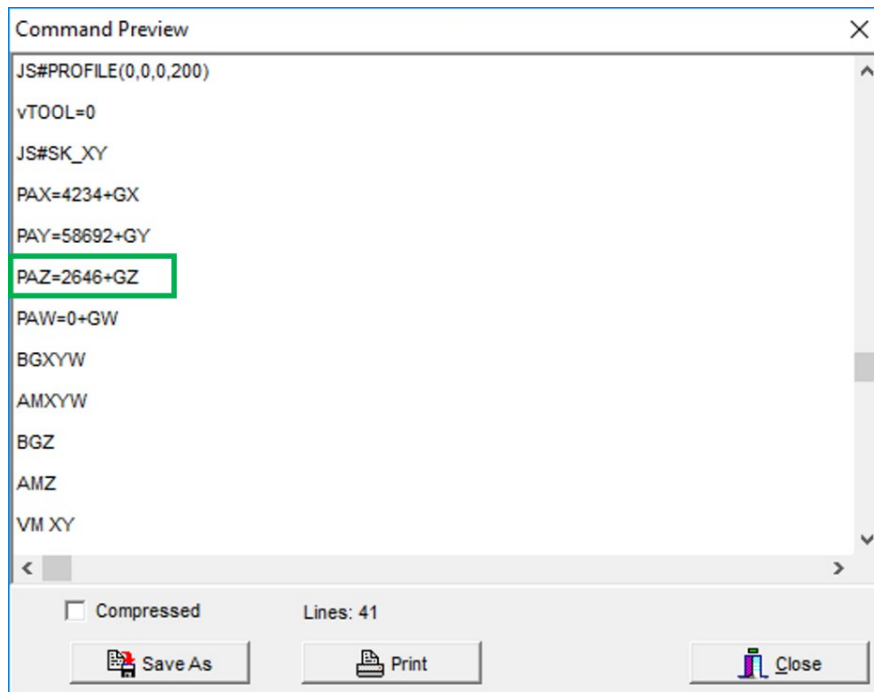 Command Preview
JS#PROFILE(0,0,0,200)
vTOOL=0
JS#SK_XY
PAX=4234+GX
PAY=58692+GY
PAZ=2646+GZ
PAW=0+GW
BGXYW
AMXYW
BGZ
AMZ
VM XY
Compressed Lines: 41
Save As Print Close